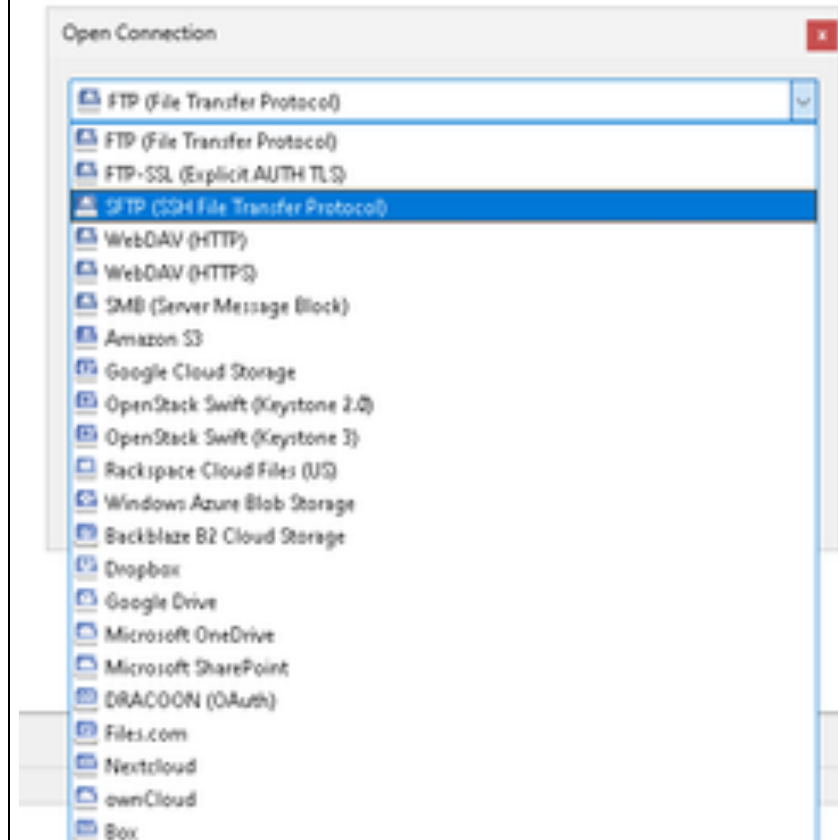 Open Connection
x
FTP (File Transfer Protocol)
FTP (File Transfer Protocol)
FTP-SSL (Explicit AUTH TLS)
SFTP (SSH File Transfer Protocol)
WebDAV (HTTP)
WebDAV (HTTPS)
SMB (Server Message Block)
Amazon S3
Google Cloud Storage
OpenStack Swift (Keystone 2.0)
OpenStack Swift (Keystone 3)
Rackspace Cloud Files (US)
Windows Azure Blob Storage
Backblaze B2 Cloud Storage
Dropbox
Google Drive
Microsoft OneDrive
Microsoft SharePoint
DRACOON (OAuth)
Files.com
Nextcloud
ownCloud
Box